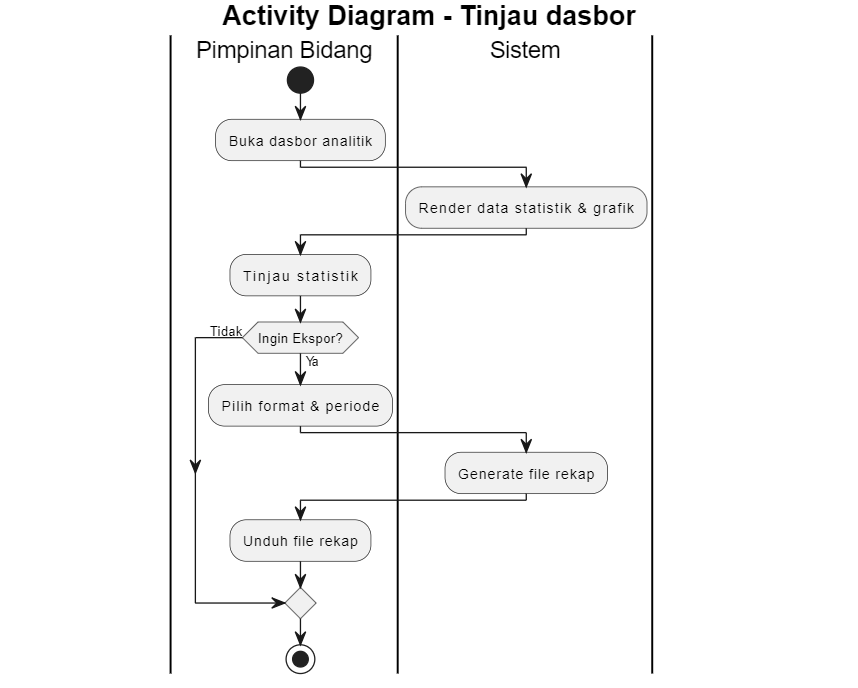 Activity Diagram - Tinjau dasbor
Pimpinan Bidang
Sistem
Buka dasbor analitik
Render data statistik & grafik
Tinjau statistik
Tidak
Ingin Ekspor?
Ya
Pilih format & periode
Generate file rekap
Unduh file rekap